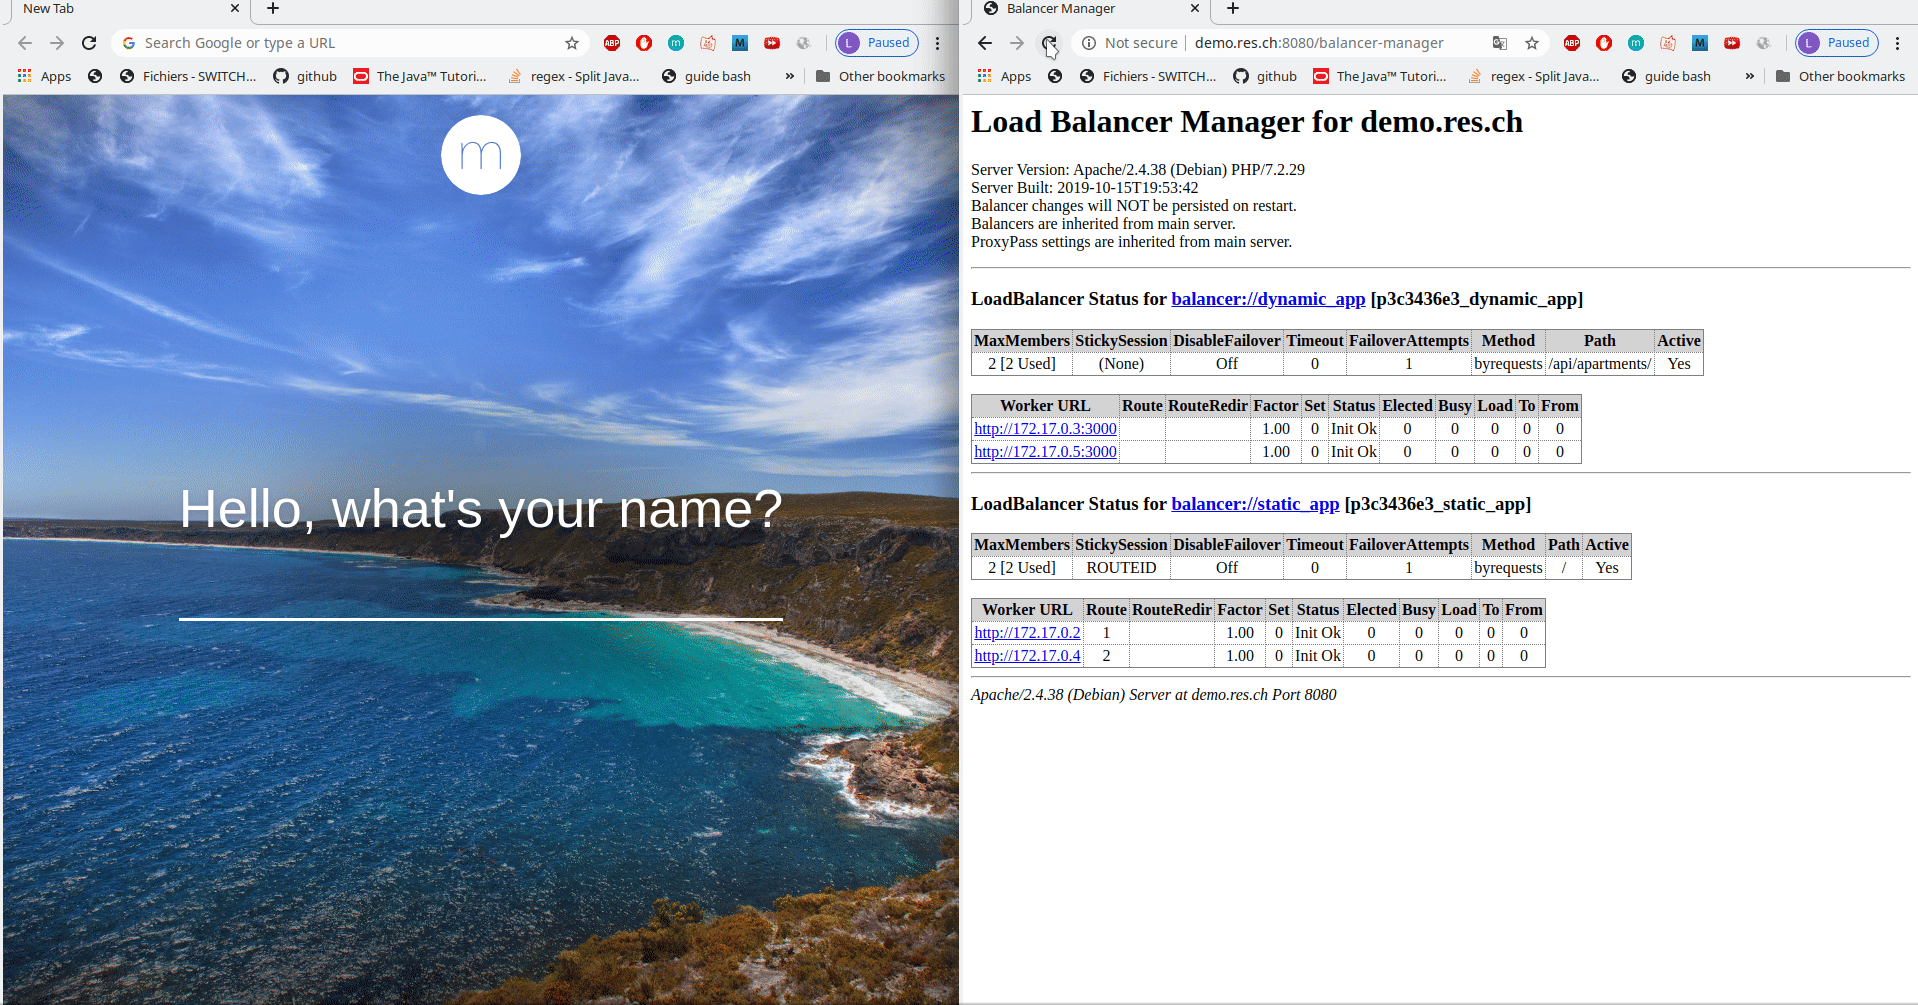 New Tab
Search Google or type a URL
ABP
m
M
L Paused
Apps
Fichiers - SWITCH...
github
The Java™ Tutori...
regex - Split Java...
guide bash
»
Other bookmarks
m
Hello, what's your name?
Balancer Manager
Not secure | demo.res.ch:8080/balancer-manager
ABP
m
M
L Paused
Apps
Fichiers - SWITCH...
github
The Java™ Tutori...
regex - Split Java...
guide bash
»
Other bookmarks
Load Balancer Manager for demo.res.ch
Server Version: Apache/2.4.38 (Debian) PHP/7.2.29
Server Built: 2019-10-15T19:53:42
Balancer changes will NOT be persisted on restart.
Balancers are inherited from main server.
ProxyPass settings are inherited from main server.
LoadBalancer Status for balancer://dynamic_app [p3c3436e3_dynamic_app]
MaxMembers StickySession DisableFailover Timeout FailoverAttempts Method Path Active
2 [2 Used] (None) Off 0 1 byrequests /api/apartments/ Yes
Worker URL Route RouteRedir Factor Set Status Elected Busy Load To From
http://172.17.0.3:3000 1.00 0 Init Ok 0 0 0 0 0
http://172.17.0.5:3000 1.00 0 Init Ok 0 0 0 0 0
LoadBalancer Status for balancer://static_app [p3c3436e3_static_app]
MaxMembers StickySession DisableFailover Timeout FailoverAttempts Method Path Active
2 [2 Used] ROUTEID Off 0 1 byrequests / Yes
Worker URL Route RouteRedir Factor Set Status Elected Busy Load To From
http://172.17.0.2 1 1.00 0 Init Ok 0 0 0 0 0
http://172.17.0.4 2 1.00 0 Init Ok 0 0 0 0 0
Apache/2.4.38 (Debian) Server at demo.res.ch Port 8080